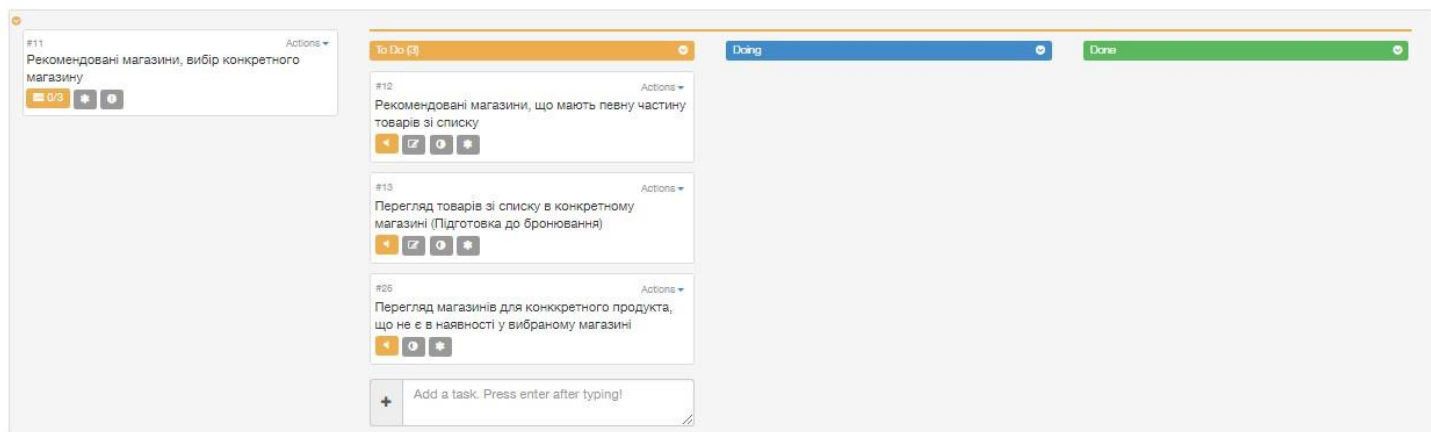 #11 Actions
Рекомендовані магазини, вибір конкретного
магазину
0/3
To Do (3)
#12 Actions
Рекомендовані магазини, що мають певну частину
товарів зі списку
#13 Actions
Перегляд товарів зі списку в конкретному
магазині (Підготовка до бронювання)
#26 Actions
Перегляд магазинів для конккретного продукта,
що не є в наявності у вибраному магазині
Add a task. Press enter after typing!
Doing
Done